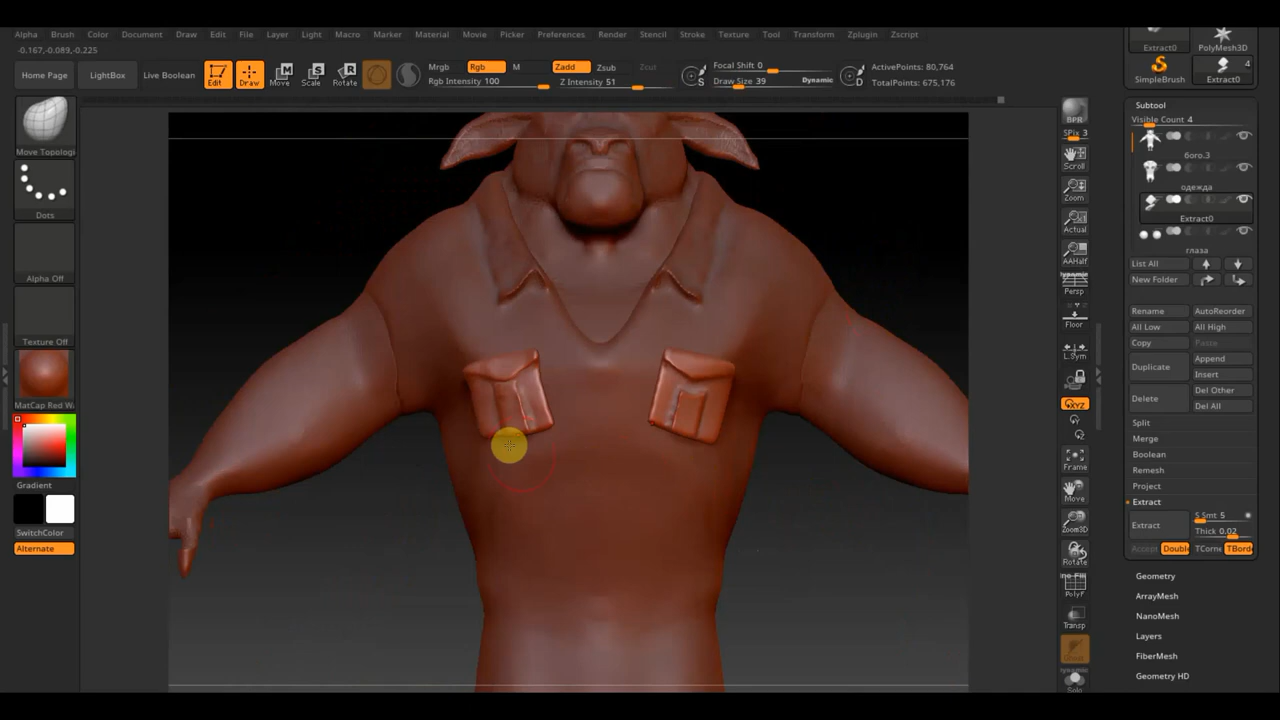 Alpha Brush Color Document Draw Edit File Layer Light Macro Marker Material Movie Picker Preferences Render Stencil Stroke Texture Tool Transform Zplugin Zscript
-0.167,-0.089,-0.225
Home Page LightBox Live Boolean Edit Draw Move Scale Rotate
Mrgb Rgb M Zadd Zsub Zcut
Rgb Intensity 100 Z Intensity 51
Focal Shift 0
Draw Size 39 Dynamic
ActivePoints: 80,764
TotalPoints: 675,176
Extract0 PolyMesh3D
4
SimpleBrush Extract0
Move Topologi
Dots
Alpha Off
Texture Off
MatCap Red Wa
Gradient
SwitchColor
Alternate
BPR
SPix 3
Scroll
Zoom
Actual
AAHalf
Dynamic
Persp
Floor
L.Sym
XYZ
Y
Z
Frame
Move
Zoom3D
Rotate
PolyF
Transp
Solo
Subtool
Visible Count 4
бого.3
одежда
Extract0
глаза
List All
New Folder
Rename AutoReorder
All Low All High
Copy Paste
Duplicate Append
Insert
Delete Del Other
Del All
Split
Merge
Boolean
Remesh
Project
Extract
Extract S Smt 5
Thick 0.02
Accept Double TCorne TBorde
Geometry
ArrayMesh
NanoMesh
Layers
FiberMesh
Geometry HD